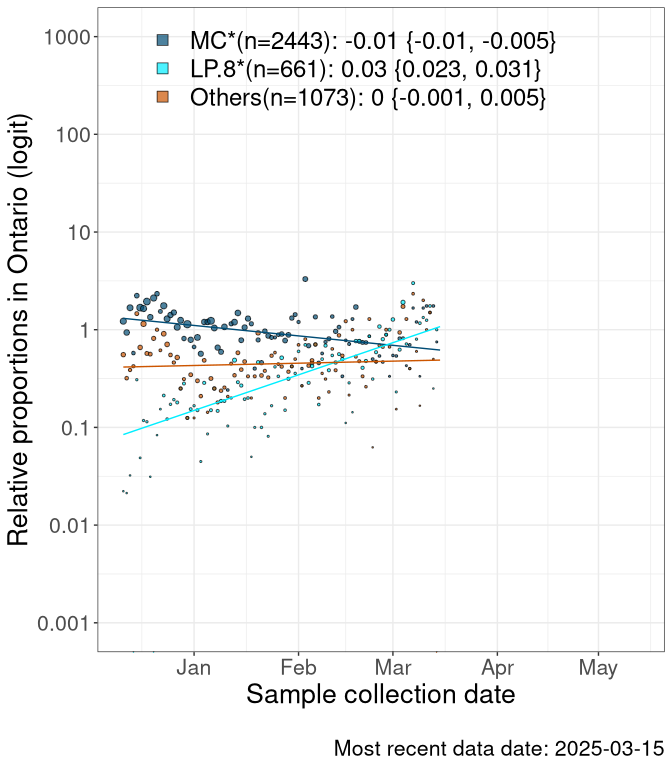 MC*(n=2443): -0.01 {-0.01, -0.005}
LP.8*(n=661): 0.03 {0.023, 0.031}
Others(n=1073): 0 {-0.001, 0.005}
Relative proportions in Ontario (logit)
1000
100
10
1
0.1
0.01
0.001
Jan Feb Mar Apr May
Sample collection date
Most recent data date: 2025-03-15